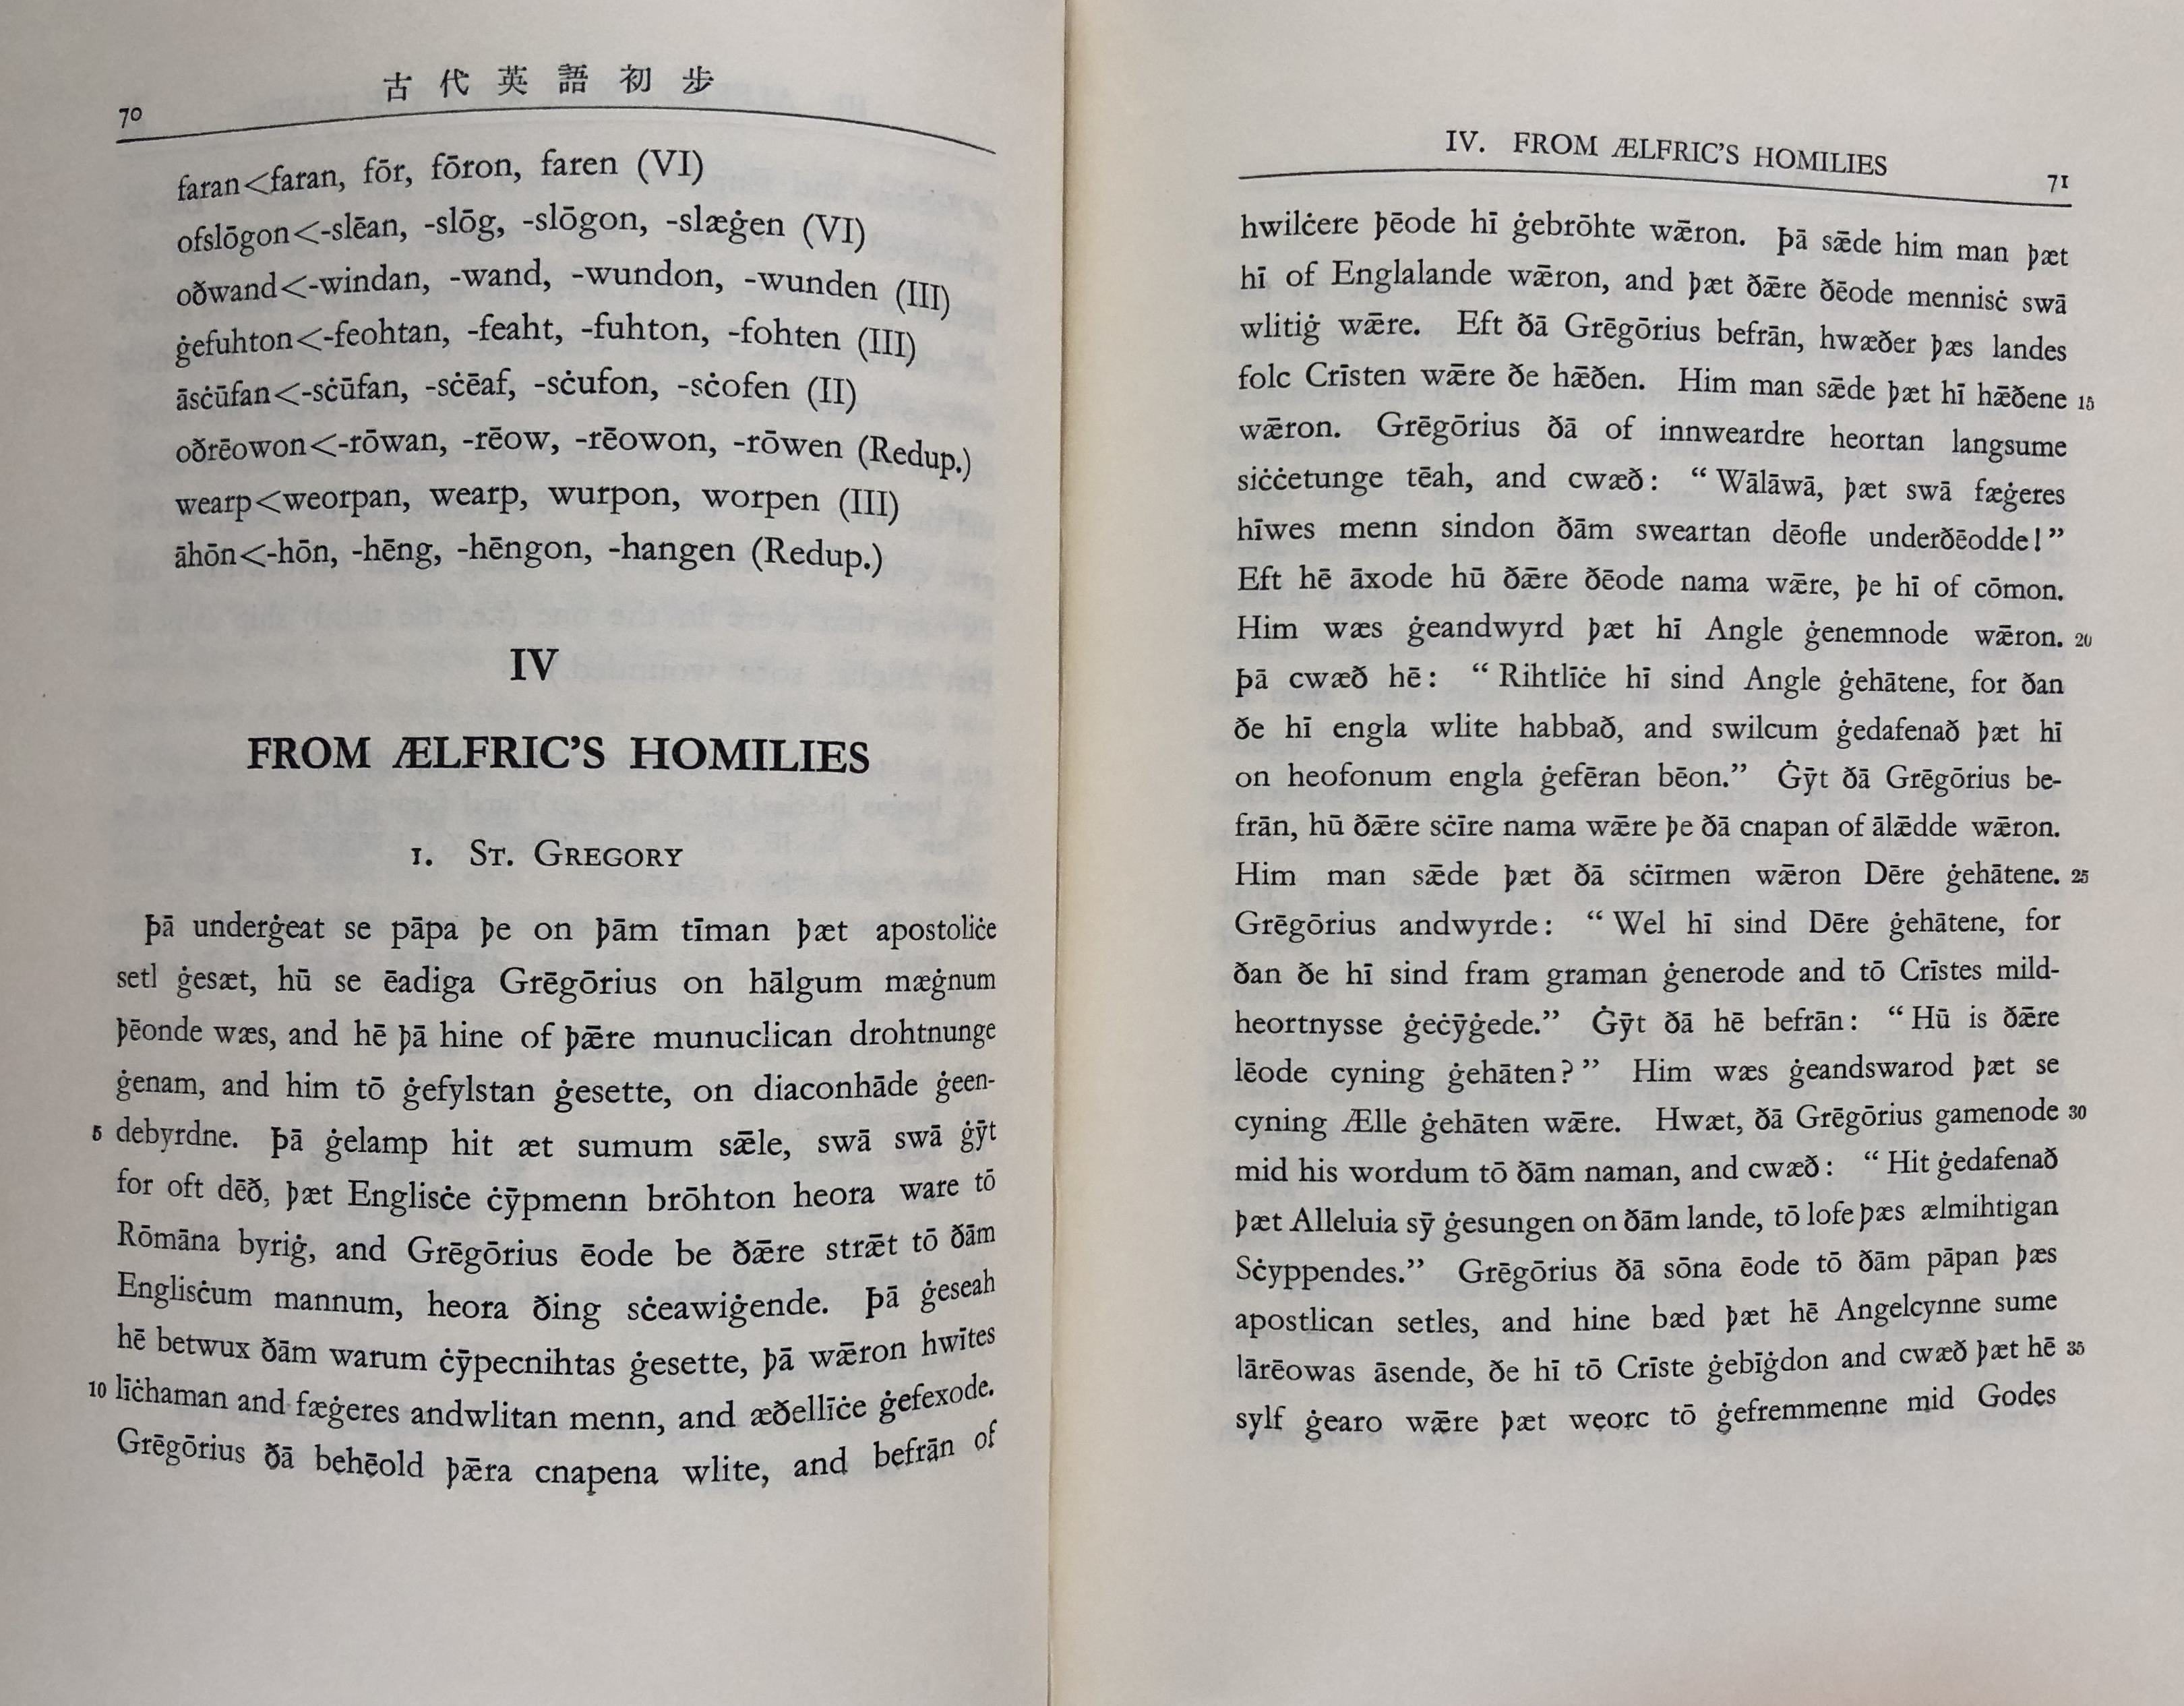 古代英語初歩
70
faran<faran, fōr, fōron, faren (VI)
ofslōgon<-slēan, -slōg, -slōgon, -slæġen (VI)
oðwand<-windan, -wand, -wundon, -wunden (III)
ġefuhton<-feohtan, -feaht, -fuhton, -fohten (III)
āsċūfan<-sċūfan, -sċēaf, -sċufon, -sċofen (II)
oðrēowon<-rōwan, -rēow, -rēowon, -rōwen (Redup.)
wearp<weorpan, wearp, wurpon, worpen (III)
āhōn<-hōn, -hēng, -hēngon, -hangen (Redup.)
IV
FROM ÆLFRIC’S HOMILIES
1. St. Gregory
Þā underġeat se pāpa þe on þām tīman þæt apostoliċe
setl ġesæt, hū se ēadiga Grēgōrius on hālgum mæġnum
þēonde wæs, and hē þā hine of þǣre munuclican drohtnunge
ġenam, and him tō ġefylstan ġesette, on diaconhāde ġeen-
5 debyrdne. Þā ġelamp hit æt sumum sǣle, swā swā ġȳt
for oft dēð, þæt Englisċe ċȳpmenn brōhton heora ware tō
Rōmāna byriġ, and Grēgōrius ēode be ðǣre strǣt tō ðām
Englisċum mannum, heora ðing sċeawiġende. Þā ġeseah
hē betwux ðām warum ċȳpecnihtas ġesette, þā wǣron hwītes
10 līċhaman and fæġeres andwlitan menn, and æðellīċe ġefexode.
Grēgōrius ðā behēold þǣra cnapena wlite, and befrān of
IV. FROM ÆLFRIC’S HOMILIES
71
hwilċere þēode hī ġebrōhte wǣron. Þā sǣde him man þæt
hī of Englalande wǣron, and þæt ðǣre ðēode mennisċ swā
wlitiġ wǣre. Eft ðā Grēgōrius befrān, hwæðer þæs landes
folc Crīsten wǣre ðe hǣðen. Him man sǣde þæt hī hǣðene 15
wǣron. Grēgōrius ðā of innweardre heortan langsume
siċċetunge tēah, and cwæð: “Wālāwā, þæt swā fæġeres
hīwes menn sindon ðām sweartan dēofle underðēodde!”
Eft hē āxode hū ðǣre ðēode nama wǣre, þe hī of cōmon.
Him wæs ġeandwyrd þæt hī Angle ġenemnode wǣron. 20
Þā cwæð hē: “Rihtlīċe hī sind Angle ġehātene, for ðan
ðe hī engla wlite habbað, and swilcum ġedafenað þæt hī
on heofonum engla ġefēran bēon.” Ġȳt ðā Grēgōrius be-
frān, hū ðǣre sċīre nama wǣre þe ðā cnapan of ālǣdde wǣron.
Him man sǣde þæt ðā sċīrmen wǣron Dēre ġehātene. 25
Grēgōrius andwyrde: “Wel hī sind Dēre ġehātene, for
ðan ðe hī sind fram graman ġenerode and tō Crīstes mild-
heortnysse ġeċȳġede.” Ġȳt ðā hē befrān: “Hū is ðǣre
lēode cyning ġehāten?” Him wæs ġeandswarod þæt se
cyning Ælle ġehāten wǣre. Hwæt, ðā Grēgōrius gamenode 30
mid his wordum tō ðām naman, and cwæð: “Hit ġedafenað
þæt Alleluia sȳ ġesungen on ðām lande, tō lofe þæs ælmihtigan
Sċyppendes.” Grēgōrius ðā sōna ēode tō ðām pāpan þæs
apostlican setles, and hine bæd þæt hē Angelcynne sume
lārēowas āsende, ðe hī tō Crīste ġebīġdon and cwæð þæt hē 35
sylf ġearo wǣre þæt weorc tō ġefremmenne mid Godes